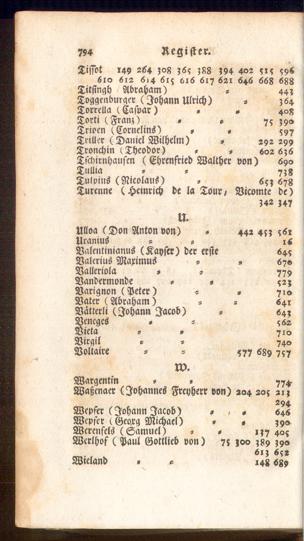 794 Register.
Tissot 149 264 308 365 388 394 402 515 596
610 612 614 615 616 617 621 646 668 688
Titsingh (Abraham) 443
Toggenburger (Johann Ulrich) 364
Torrella (Caspar) 408
Torti (Franz) 75 390
Trioen (Cornelius) 597
Triller (Daniel Wilhelm) 292 299
Tronchin (Theodor) 602 636
Tschirnhausen (Ehrenfried Walther von) 690
Tullia 738
Tulpius (Nicolaus) 653 678
Turenne (Heinrich de la Tour, Vicomte de)
342 347
U.
Ulloa (Don Anton von) 442 453 561
Uranius 16
Valentinianus (Kayser) der erste 645
Valerius Maximus 670
Valleriola 779
Vandermonde 523
Varignon (Peter) 710
Vater (Abraham) 641
Vätterli (Johann Jacob) 643
Veneges 562
Vieta 710
Virgil 740
Voltaire 577 689 757
W.
Wargentin 774
Waßenaer (Johannes Freyherr von) 204 205 213
294
Wepfer (Johann Jacob) 646
Wepfer (Georg Michael) 390
Werenfels (Samuel) 137 405
Werlhof (Paul Gottlieb von) 75 300 389 390
613 652
Wieland 148 689